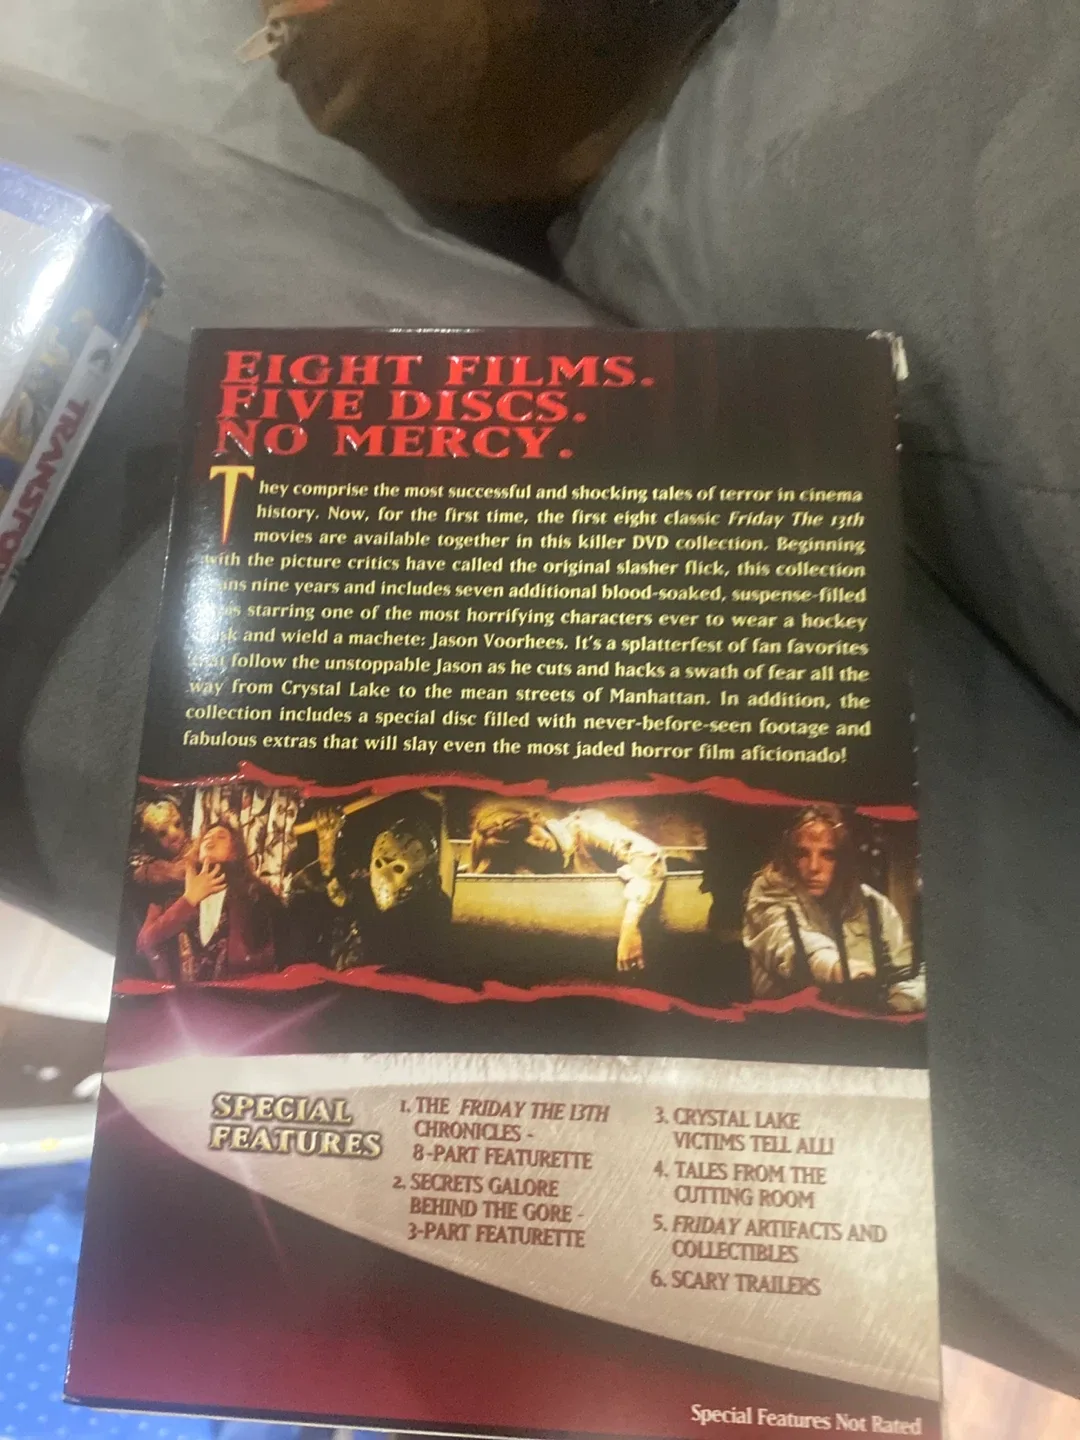 EIGHT FILMS.
FIVE DISCS.
NO MERCY.
They comprise the most successful and shocking tales of terror in cinema
history. Now, for the first time, the first eight classic Friday The 13th
movies are available together in this killer DVD collection. Beginning
with the picture critics have called the original slasher flick, this collection
nine years and includes seven additional blood-soaked, suspense-filled
starring one of the most horrifying characters ever to wear a hockey
and wield a machete: Jason Voorhees. It's a splatterfest of fan favorites
follow the unstoppable Jason as he cuts and hacks a swath of fear all the
way from Crystal Lake to the mean streets of Manhattan. In addition, the
collection includes a special disc filled with never-before-seen footage and
fabulous extras that will slay even the most jaded horror film aficionado!
SPECIAL
FEATURES
1. THE FRIDAY THE 13TH
CHRONICLES -
8-PART FEATURETTE
2. SECRETS GALORE
BEHIND THE GORE -
3-PART FEATURETTE
3. CRYSTAL LAKE
VICTIMS TELL ALL!
4. TALES FROM THE
CUTTING ROOM
5. FRIDAY ARTIFACTS AND
COLLECTIBLES
6. SCARY TRAILERS
Special Features Not Rated